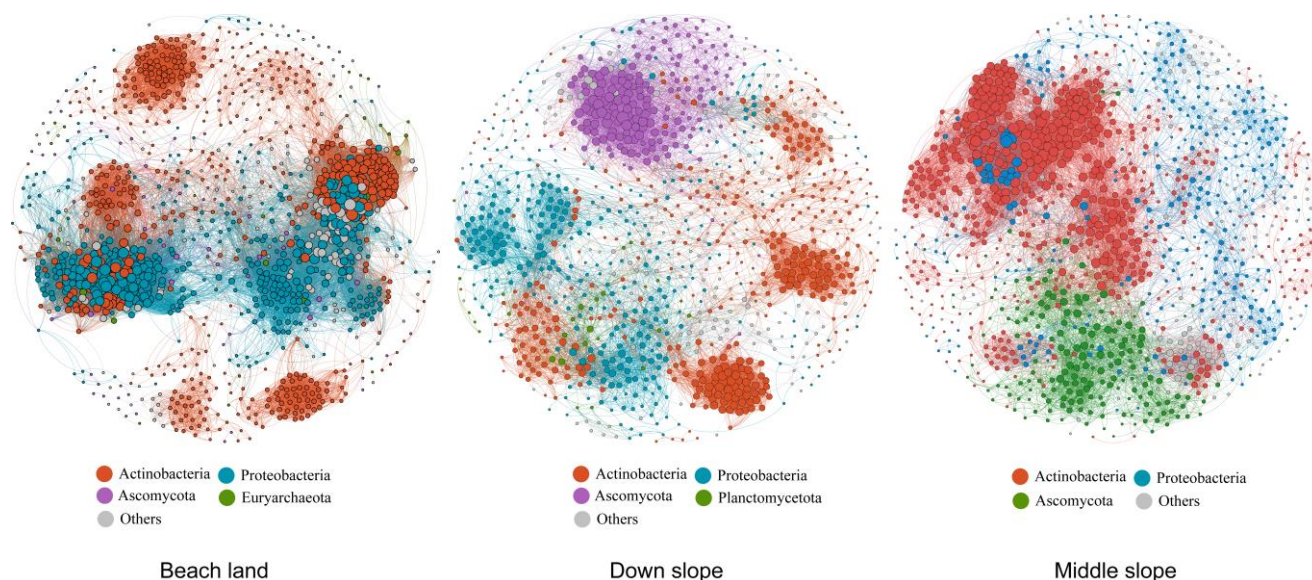 Actinobacteria Proteobacteria
Ascomycota Euryarchaeota
Others
Beach land
Actinobacteria Proteobacteria
Ascomycota Planctomycetota
Others
Down slope
Actinobacteria Proteobacteria
Ascomycota Others
Middle slope